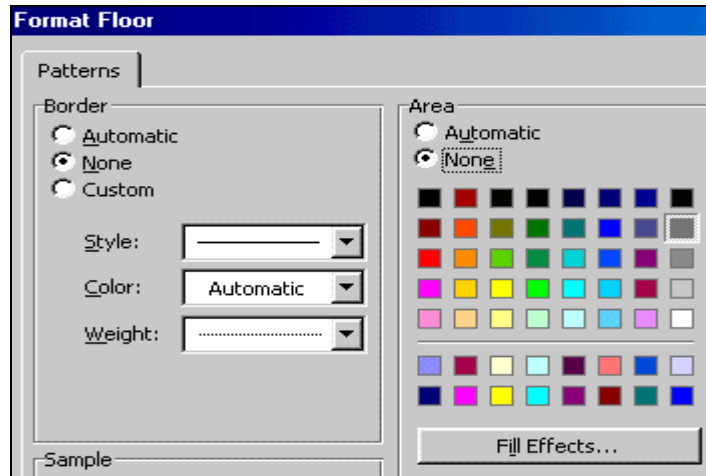 Format Floor
Patterns
Border
Automatic
None
Custom
Style:
Color:
Automatic
Weight:
Sample
Area
Automatic
None
Fill Effects...